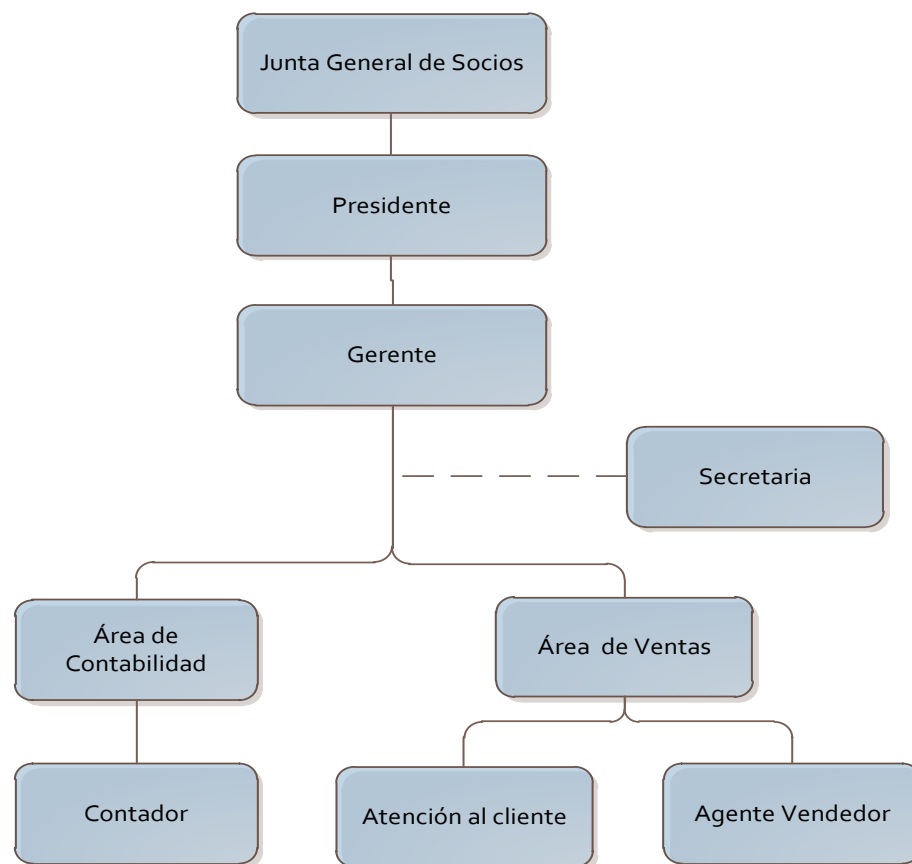 Junta General de Socios
Presidente
Gerente
Secretaria
Área de
Contabilidad
Área de Ventas
Contador
Atención al cliente
Agente Vendedor